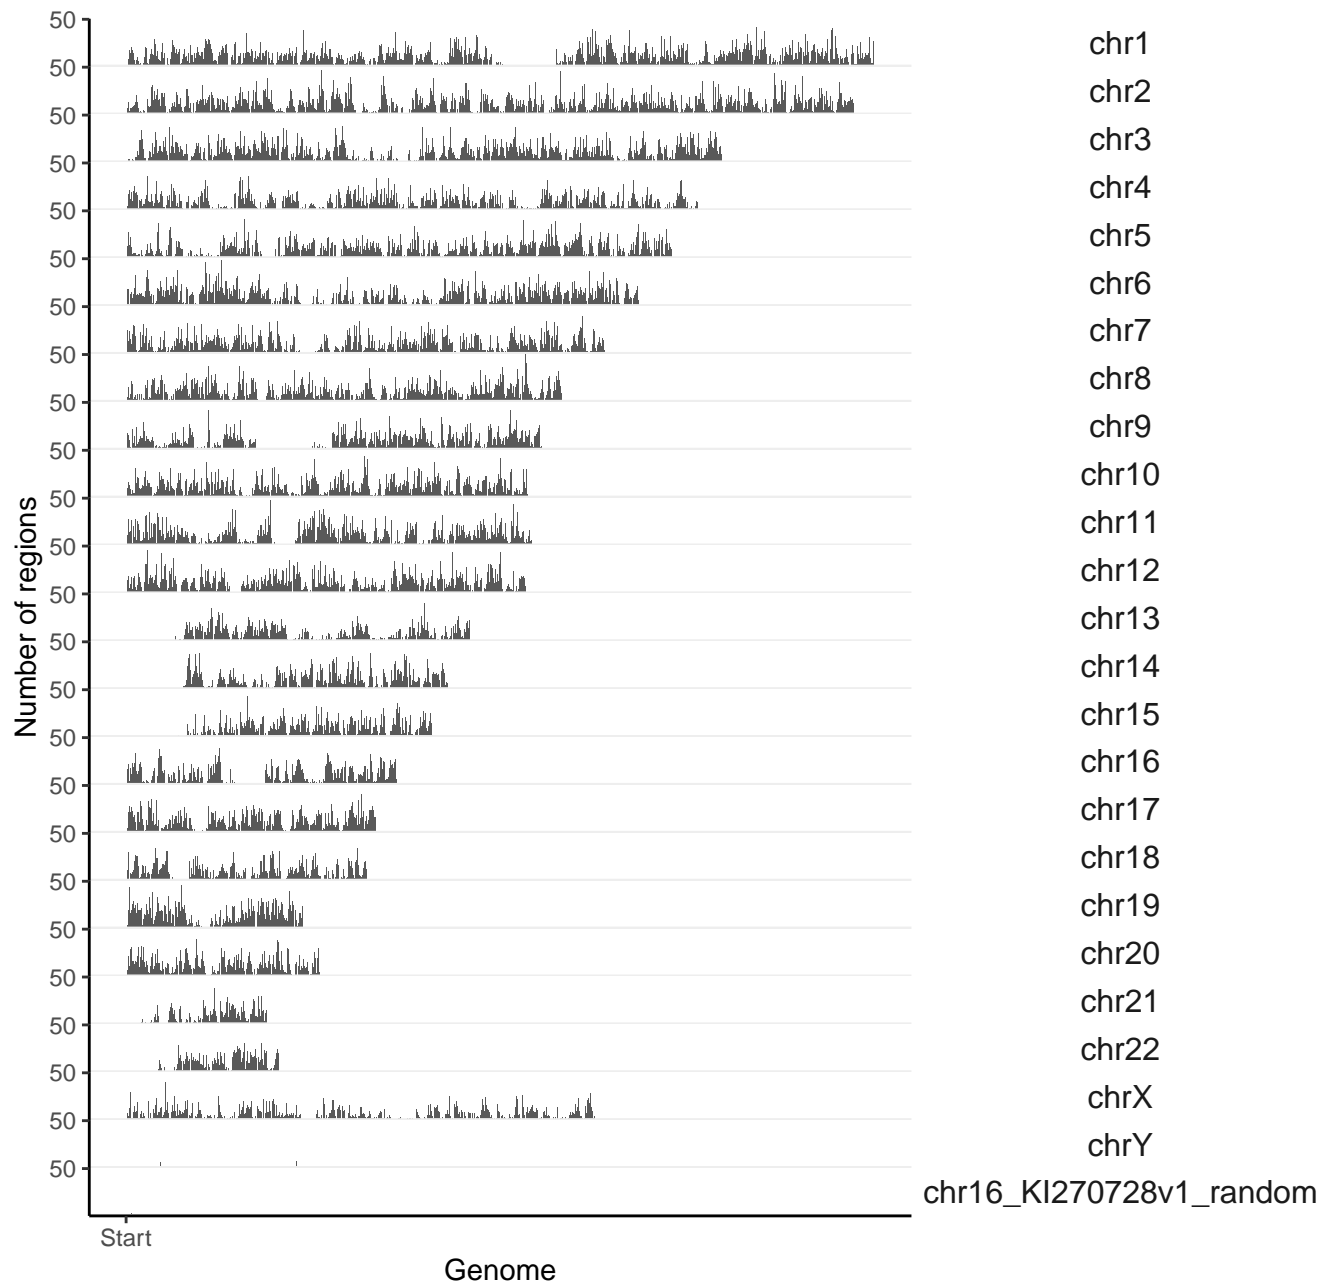 50
chr1
50
chr2
50
chr3
50
chr4
50
chr5
50
chr6
50
chr7
50
chr8
50
chr9
50
chr10
50
chr11
50
chr12
50
chr13
50
chr14
50
chr15
50
chr16
50
chr17
50
chr18
50
chr19
50
chr20
50
chr21
50
chr22
50
chrX
50
chrY
50
chr16_KI270728v1_random
Number of regions
Start
Genome